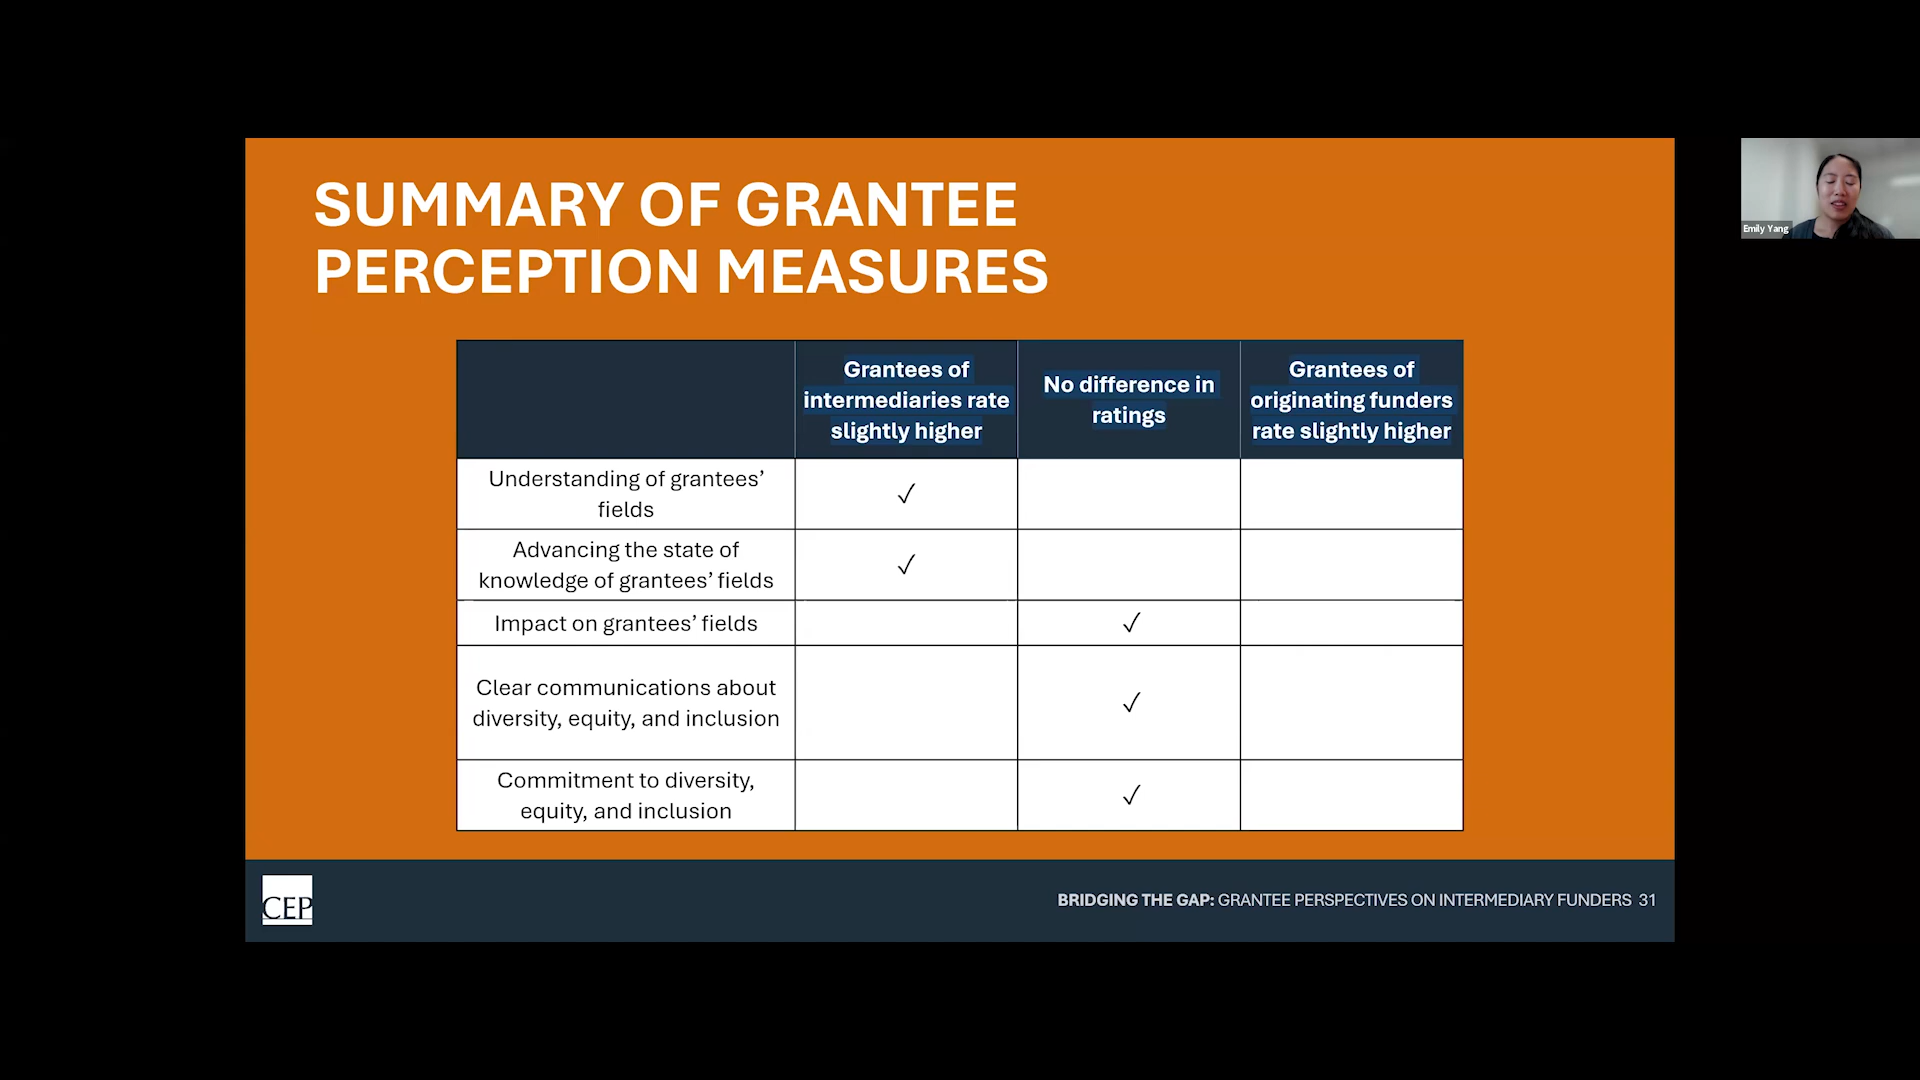 SUMMARY OF GRANTEE
PERCEPTION MEASURES
Emily Yang
Grantees of
intermediaries rate
slightly higher
No difference in
ratings
Grantees of
originating funders
rate slightly higher
Understanding of grantees’
fields
✓
Advancing the state of
knowledge of grantees’ fields
✓
Impact on grantees’ fields
✓
Clear communications about
diversity, equity, and inclusion
✓
Commitment to diversity,
equity, and inclusion
✓
CEP
BRIDGING THE GAP: GRANTEE PERSPECTIVES ON INTERMEDIARY FUNDERS 31